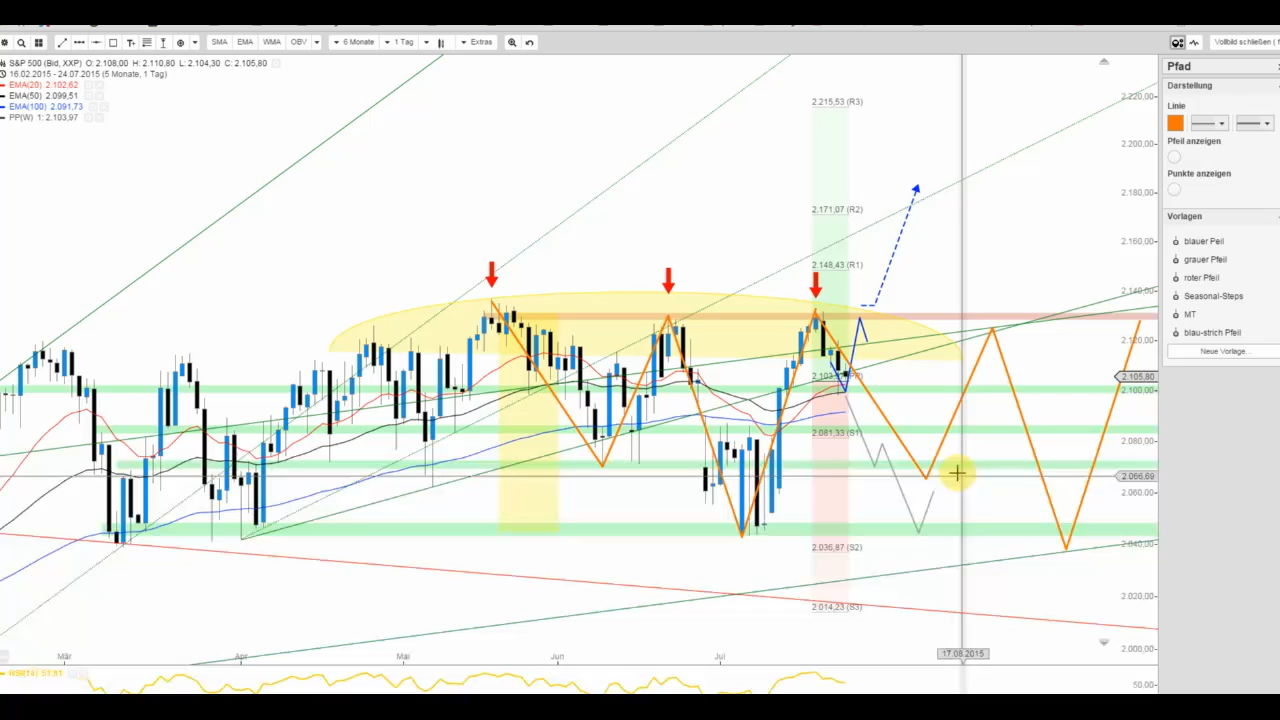 SMA EMA WMA OBV 6 Monate 1 Tag Extras Vollbild schließen (
S&P 500 (Bid, XXP) O: 2.108,00 H: 2.110,80 L: 2.104,30 C: 2.105,80
16.02.2015 - 24.07.2015 (5 Monate, 1 Tag)
EMA(20) 2.102,62
EMA(50) 2.099,51
EMA(100) 2.091,73
PP(W) 1: 2.103,97
Pfad
Darstellung
Linie
Pfeil anzeigen
Punkte anzeigen
Vorlagen
blauer Peil
grauer Pfeil
roter Pfeil
Seasonal-Steps
MT
blau-strich Pfeil
Neue Vorlage...
2.215,53 (R3)
2.171,07 (R2)
2.148,43 (R1)
2.081,33 (S1
2.036,87 (S2)
2.014,23 (S3)
2.220,00
2.200,00
2.180,00
2.160,00
2.140,00
2.120,00
2.105,80
2.100,00
2.080,00
2.066,69
2.060,00
2.040,00
2.020,00
2.000,00
50.00
Mär Apr Mai Jun Jul 17.08.2015
RSI(14) 51,51